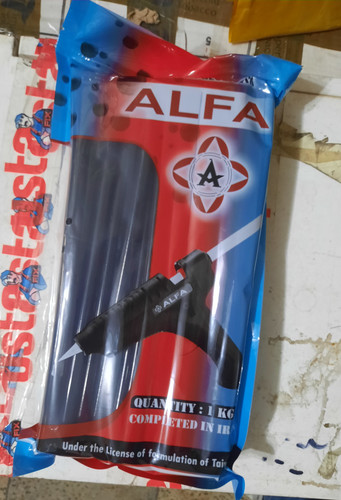 ALFA
A
ALFA
QUANTITY : 1 KG
COMPLETED IN IR
Under the License of formulation of Tai